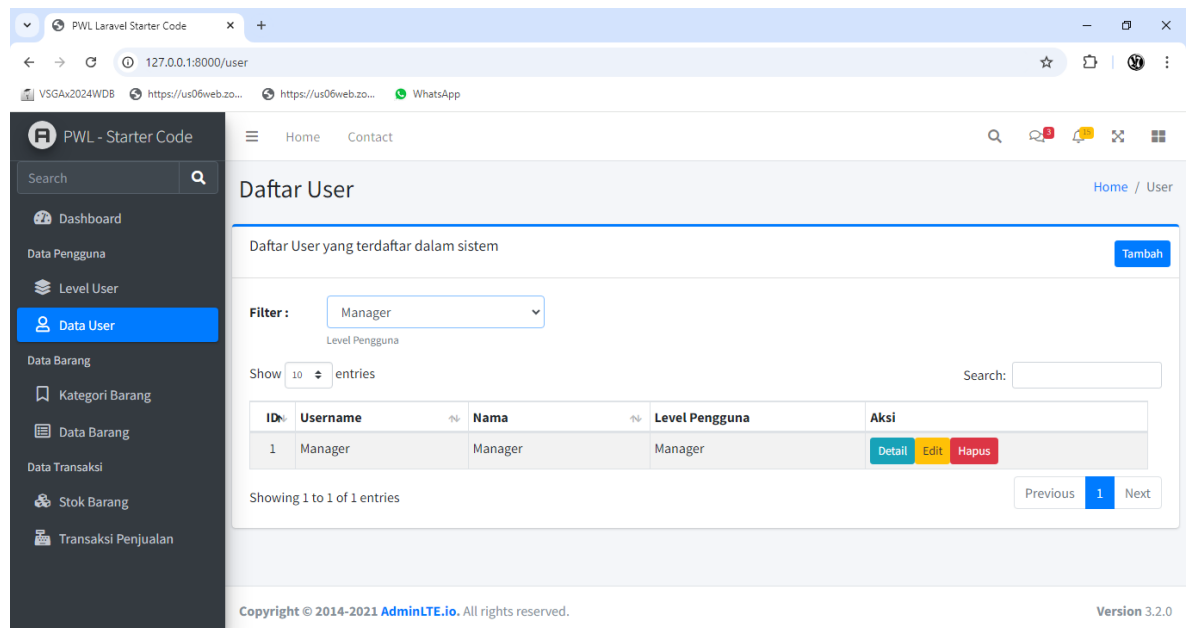 PWL Laravel Starter Code
127.0.0.1:8000/user
VSGAx2024WDB https://us06web.zo... https://us06web.zo... WhatsApp
PWL - Starter Code
Home Contact
3
15
Search
Dashboard
Data Pengguna
Level User
Data User
Data Barang
Kategori Barang
Data Barang
Data Transaksi
Stok Barang
Transaksi Penjualan
Daftar User
Home / User
Daftar User yang terdaftar dalam sistem
Tambah
Filter : Manager
Level Pengguna
Show 10 entries
Search:
ID Username Nama Level Pengguna Aksi
1 Manager Manager Manager Detail Edit Hapus
Showing 1 to 1 of 1 entries
Previous 1 Next
Copyright © 2014-2021 AdminLTE.io. All rights reserved.
Version 3.2.0